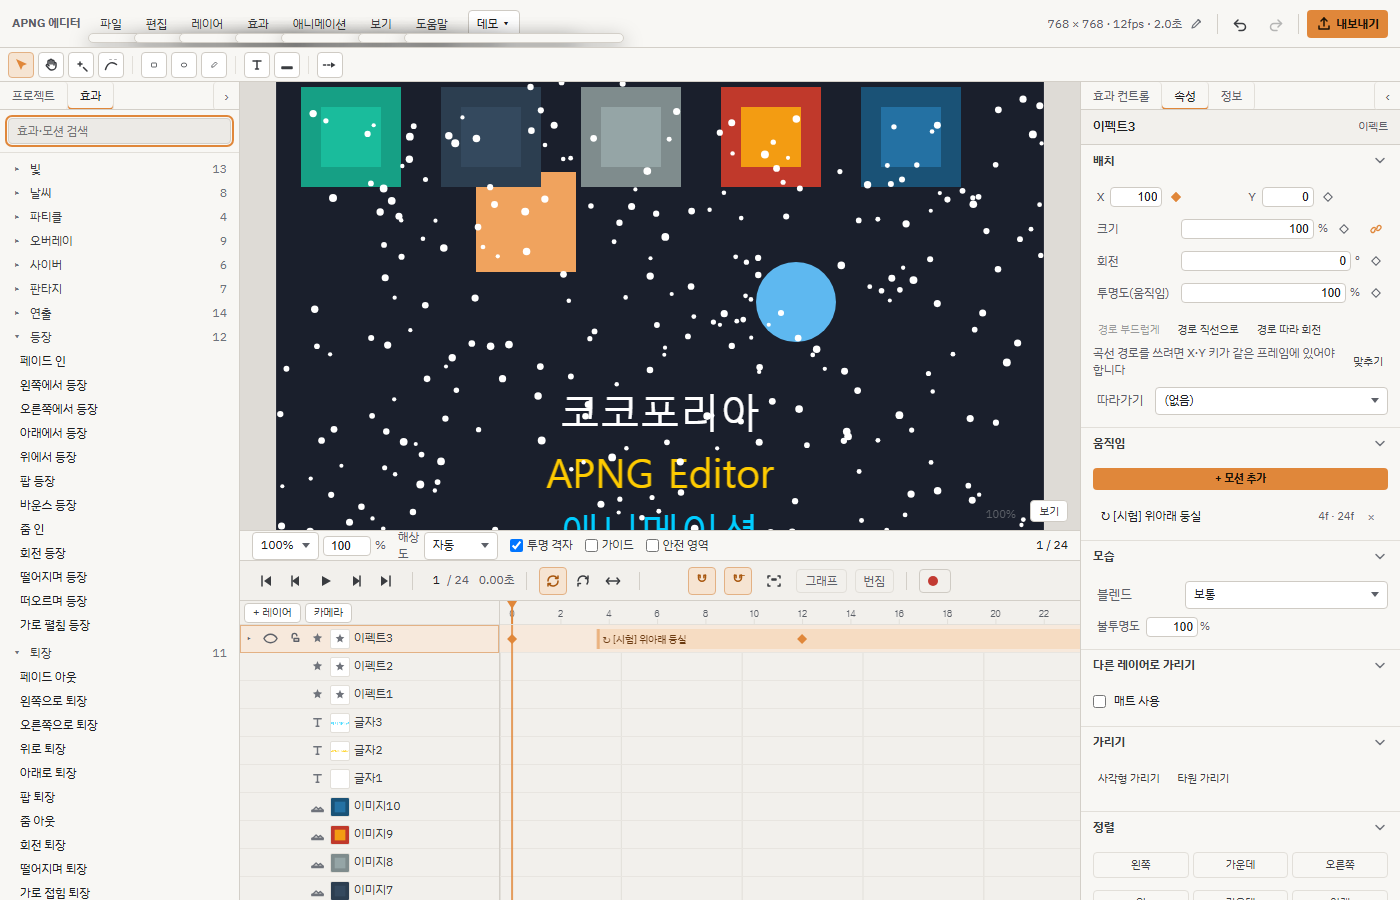 APNG 에디터 파일 편집 레이어 효과 애니메이션 보기 도움말 데모 768 × 768 · 12fps · 2.0초 내보내기
T
프로젝트 효과
효과·모션 검색
빛 13
날씨 8
파티클 4
오버레이 9
사이버 6
판타지 7
연출 14
등장 12
페이드 인
왼쪽에서 등장
오른쪽에서 등장
아래에서 등장
위에서 등장
팝 등장
바운스 등장
줌 인
회전 등장
떨어지며 등장
떠오르며 등장
가로 펼침 등장
퇴장 11
페이드 아웃
왼쪽으로 퇴장
오른쪽으로 퇴장
위로 퇴장
아래로 퇴장
팝 퇴장
줌 아웃
회전 퇴장
떨어지며 퇴장
가로 접힘 퇴장
코코포리아
APNG Editor
애니메이션
100% 보기
100% 100 % 해상도 자동 투명 격자 가이드 안전 영역 1 / 24
1 / 24 0.00초 그래프 번짐
+ 레이어 카메라 0 2 4 6 8 10 12 14 16 18 20 22
이펙트3 ↻ [시험] 위아래 둥실
이펙트2
이펙트1
T 글자3
T 글자2
T 글자1
이미지10
이미지9
이미지8
이미지7
효과 컨트롤 속성 정보
이펙트3 이펙트
배치
X 100 Y 0
크기 100 %
회전 0 °
투명도(움직임) 100 %
경로 부드럽게 경로 직선으로 경로 따라 회전
곡선 경로를 쓰려면 X·Y 키가 같은 프레임에 있어야
합니다 맞추기
따라가기 (없음)
움직임
+ 모션 추가
↻ [시험] 위아래 둥실 4f · 24f ×
모습
블렌드 보통
불투명도 100 %
다른 레이어로 가리기
매트 사용
가리기
사각형 가리기 타원 가리기
정렬
왼쪽 가운데 오른쪽